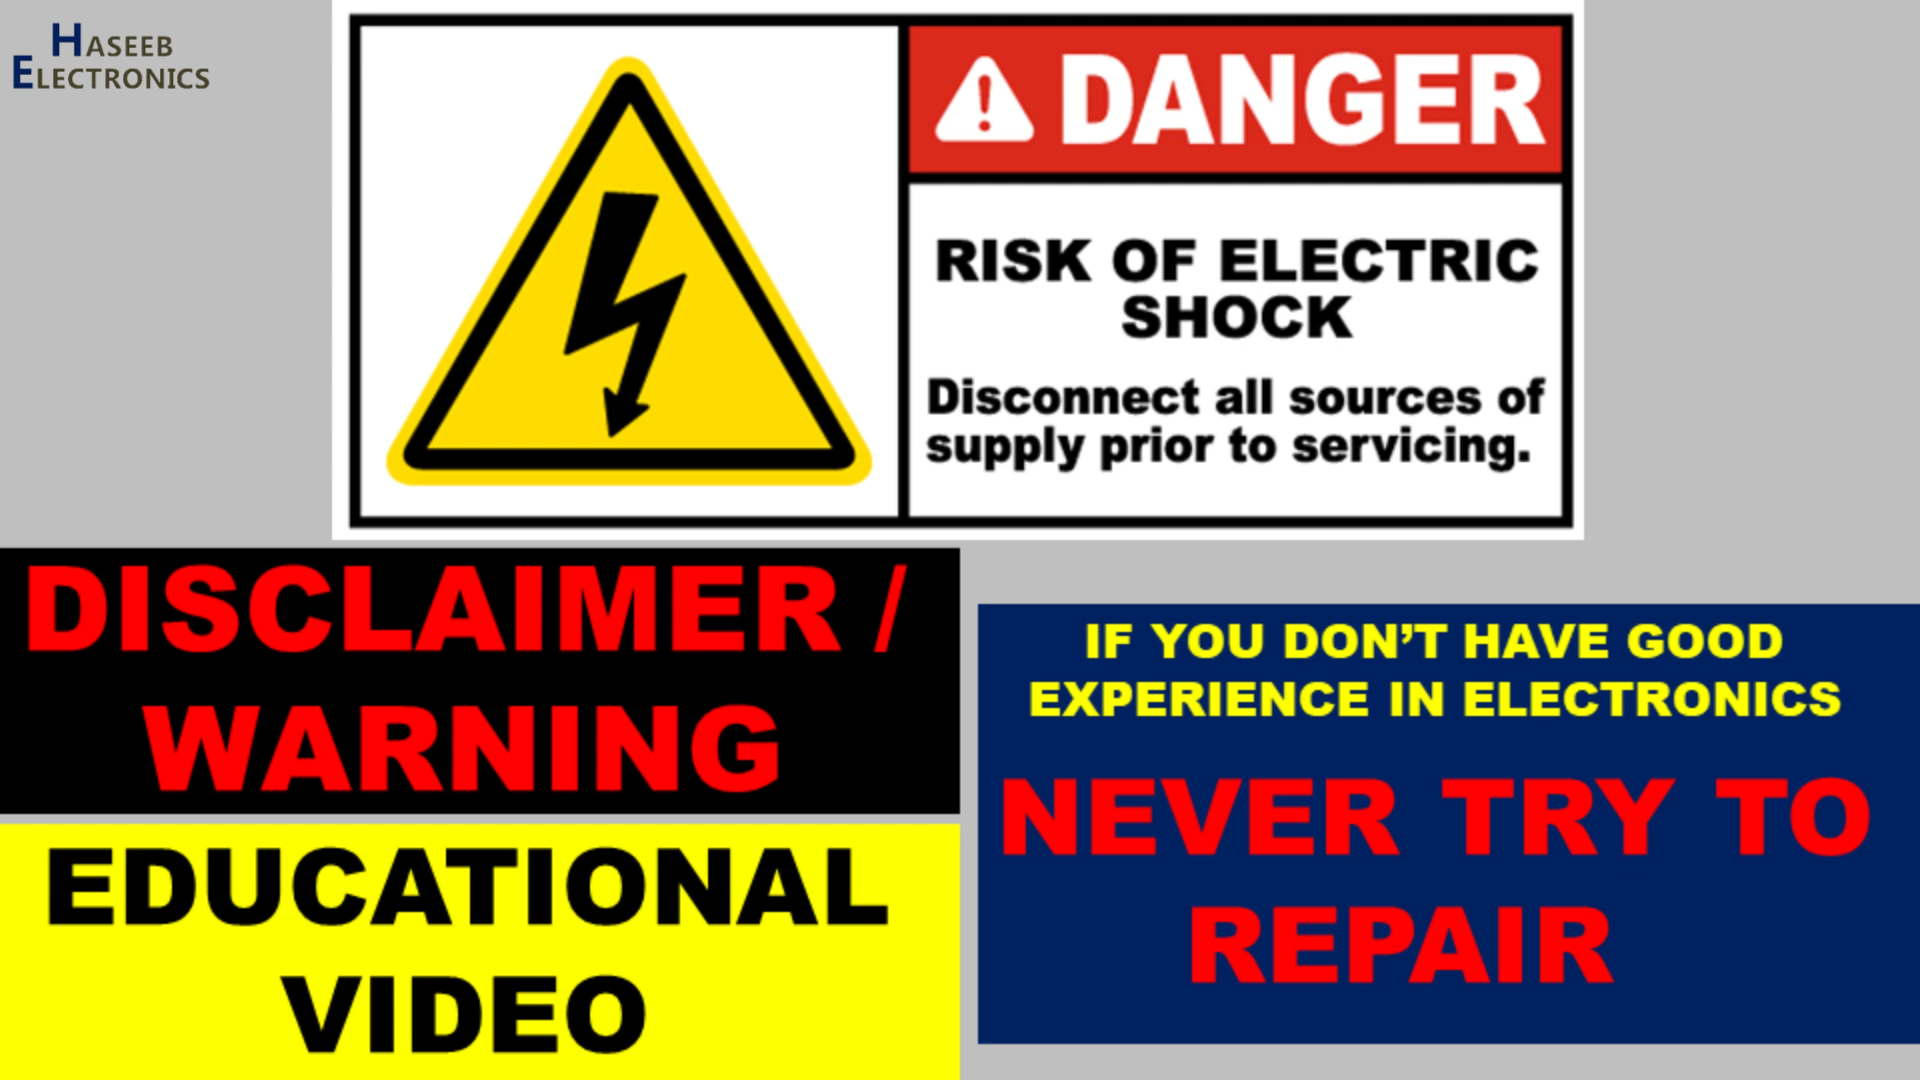 HASEEB
ELECTRONICS
DANGER
RISK OF ELECTRIC
SHOCK
Disconnect all sources of
supply prior to servicing.
DISCLAIMER /
WARNING
EDUCATIONAL
VIDEO
IF YOU DON’T HAVE GOOD
EXPERIENCE IN ELECTRONICS
NEVER TRY TO
REPAIR